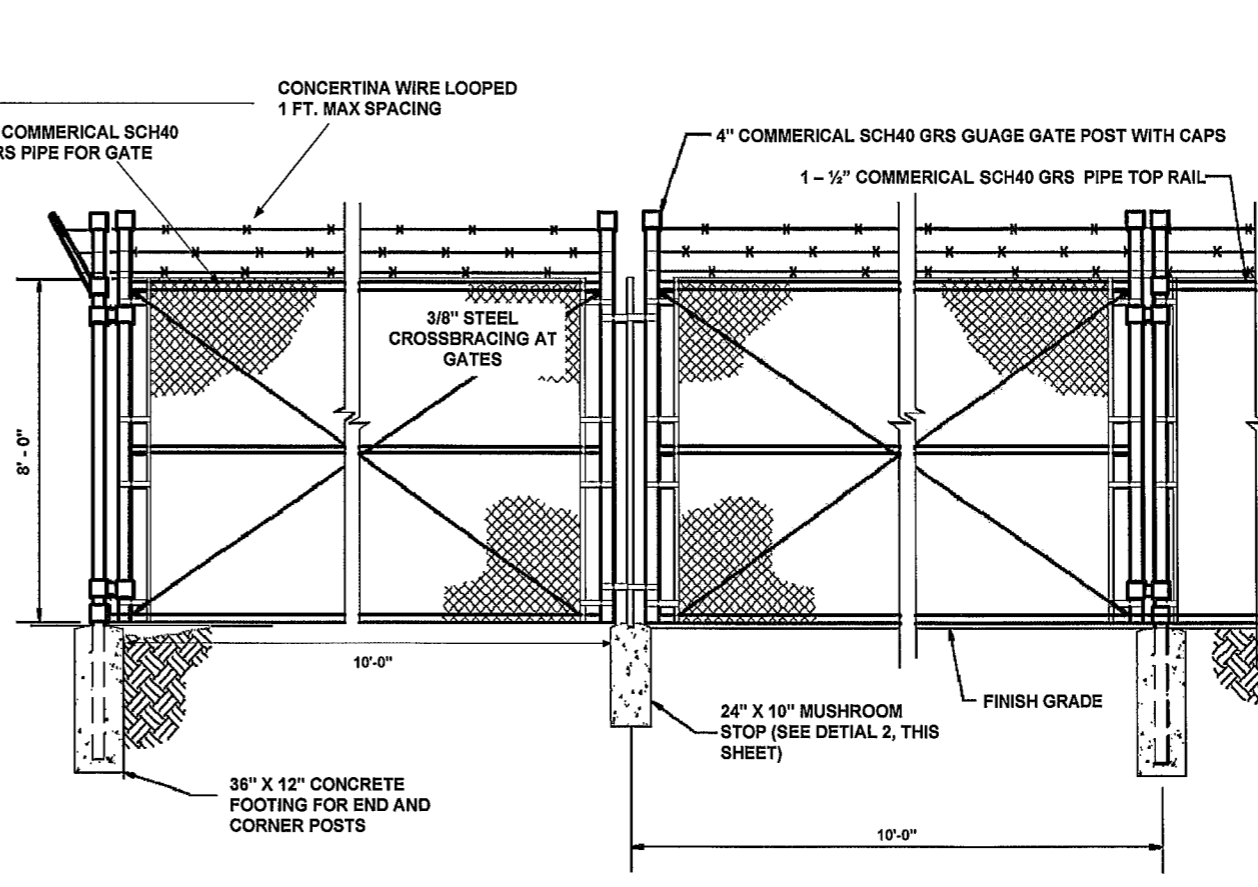 CONCERTINA WIRE LOOPED
1 FT. MAX SPACING
COMMERICAL SCH40
RS PIPE FOR GATE
4" COMMERICAL SCH40 GRS GUAGE GATE POST WITH CAPS
1 – ½" COMMERICAL SCH40 GRS PIPE TOP RAIL
3/8" STEEL
CROSSBRACING AT
GATES
8' - 0"
10'-0"
FINISH GRADE
24" X 10" MUSHROOM
STOP (SEE DETIAL 2, THIS
SHEET)
36" X 12" CONCRETE
FOOTING FOR END AND
CORNER POSTS
10'-0"